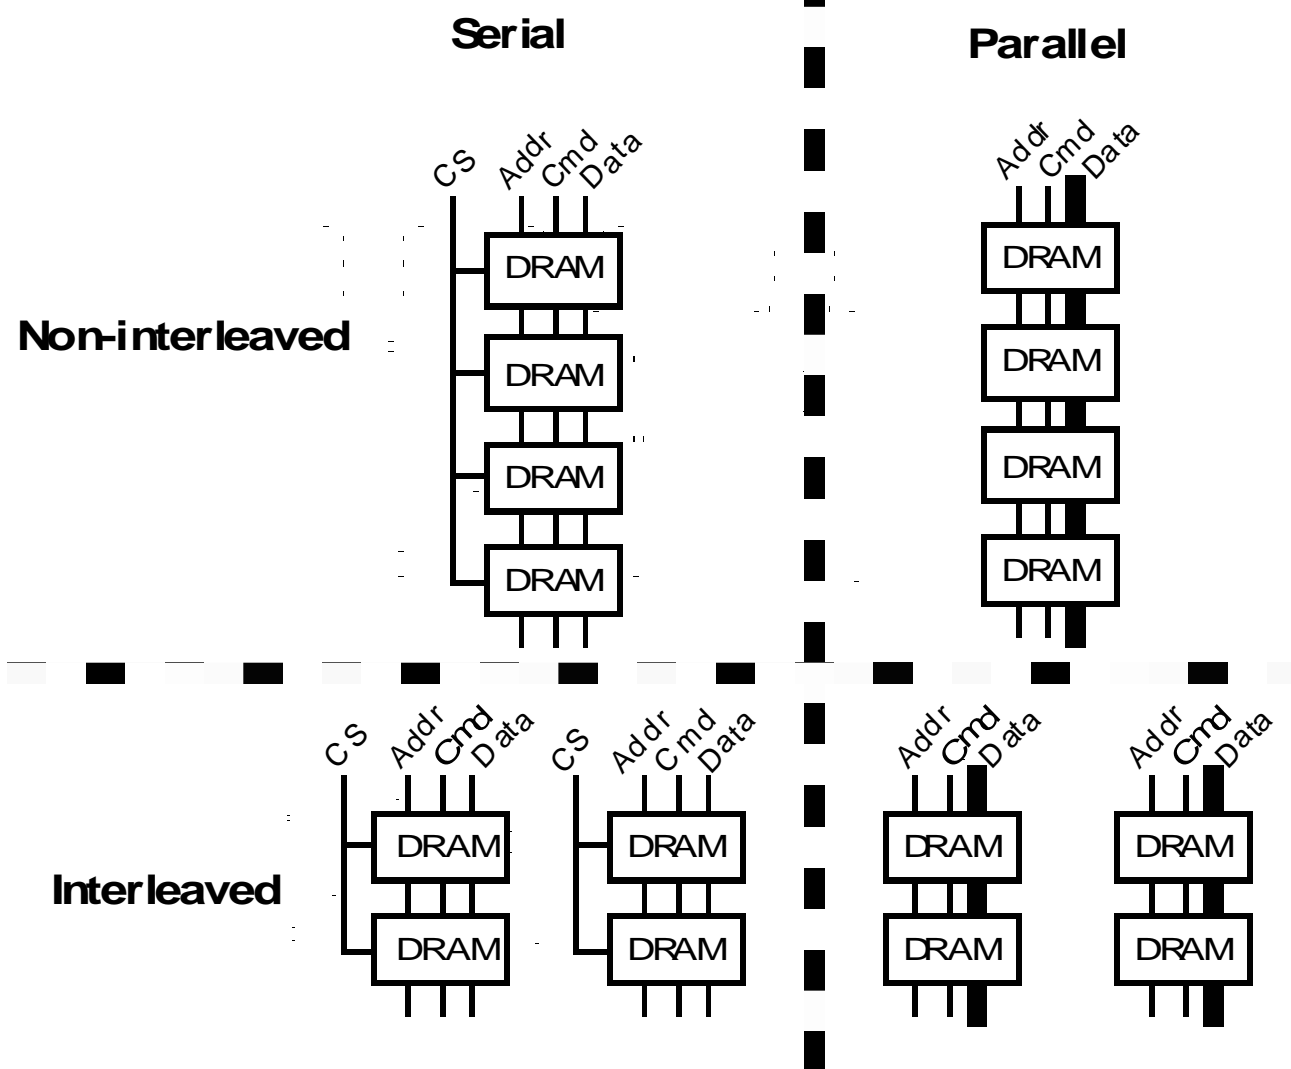 Serial
Parallel
CS Addr Cmd Data
Addr Cmd Data
DRAM
DRAM
Non-interleaved
DRAM
DRAM
DRAM
DRAM
DRAM
DRAM
CS Addr Cmd Data CS Addr Cmd Data Addr Cmd Data Addr Cmd Data
DRAM DRAM DRAM DRAM
Interleaved
DRAM DRAM DRAM DRAM